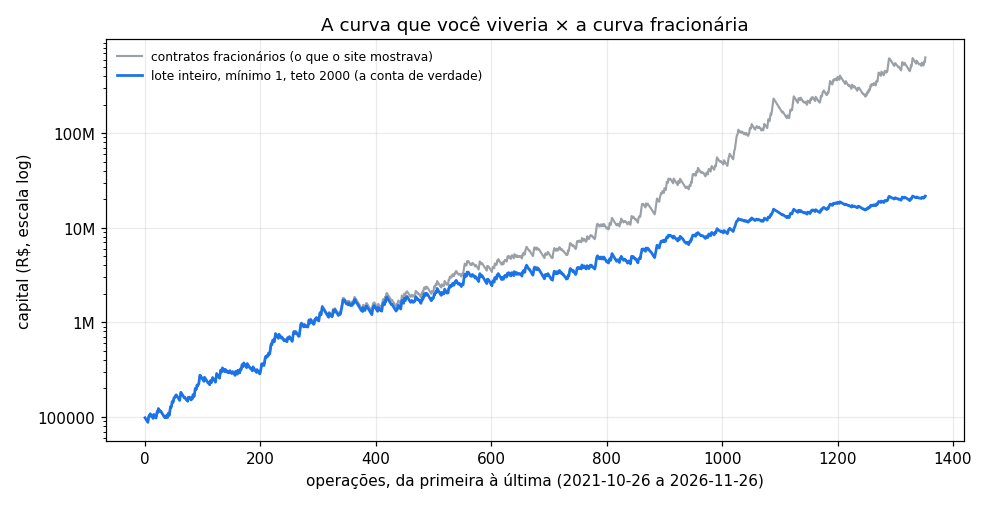 A curva que você viveria × a curva fracionária
contratos fracionários (o que o site mostrava)
lote inteiro, mínimo 1, teto 2000 (a conta de verdade)
capital (R$, escala log)
100M
10M
1M
100000
0 200 400 600 800 1000 1200 1400
operações, da primeira à última (2021-10-26 a 2026-11-26)